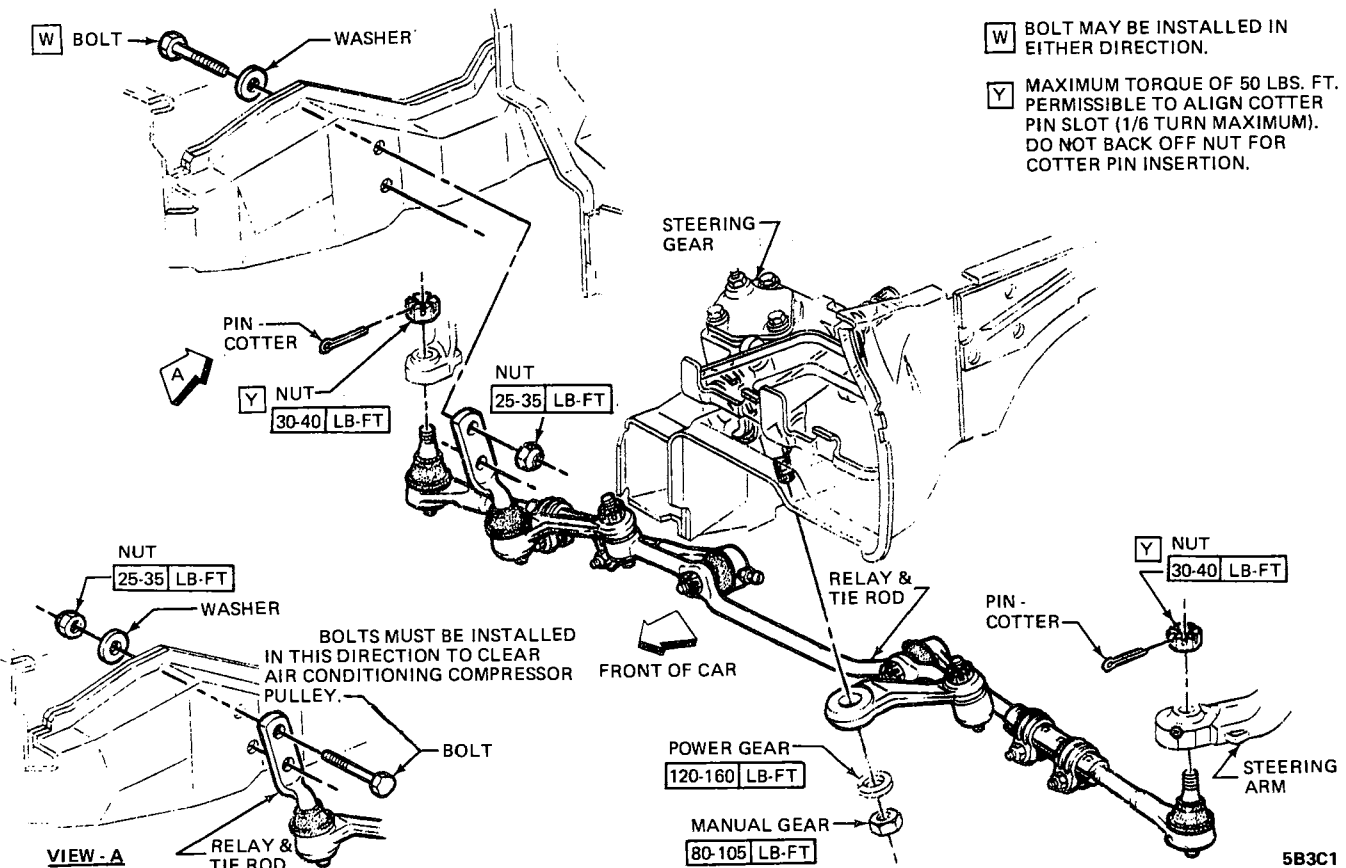 W BOLT
WASHER
W BOLT MAY BE INSTALLED IN
EITHER DIRECTION.
Y MAXIMUM TORQUE OF 50 LBS. FT.
PERMISSIBLE TO ALIGN COTTER
PIN SLOT (1/6 TURN MAXIMUM).
DO NOT BACK OFF NUT FOR
COTTER PIN INSERTION.
STEERING
GEAR
PIN -
COTTER
A
Y NUT
30-40 LB-FT
NUT
25-35 LB-FT
NUT
25-35 LB-FT
WASHER
BOLTS MUST BE INSTALLED
IN THIS DIRECTION TO CLEAR
AIR CONDITIONING COMPRESSOR
PULLEY.
BOLT
RELAY &
TIE ROD
VIEW - A
FRONT OF CAR
RELAY &
TIE ROD
Y NUT
30-40 LB-FT
PIN -
COTTER
POWER GEAR
120-160 LB-FT
MANUAL GEAR
80-105 LB-FT
STEERING
ARM
5B3C1